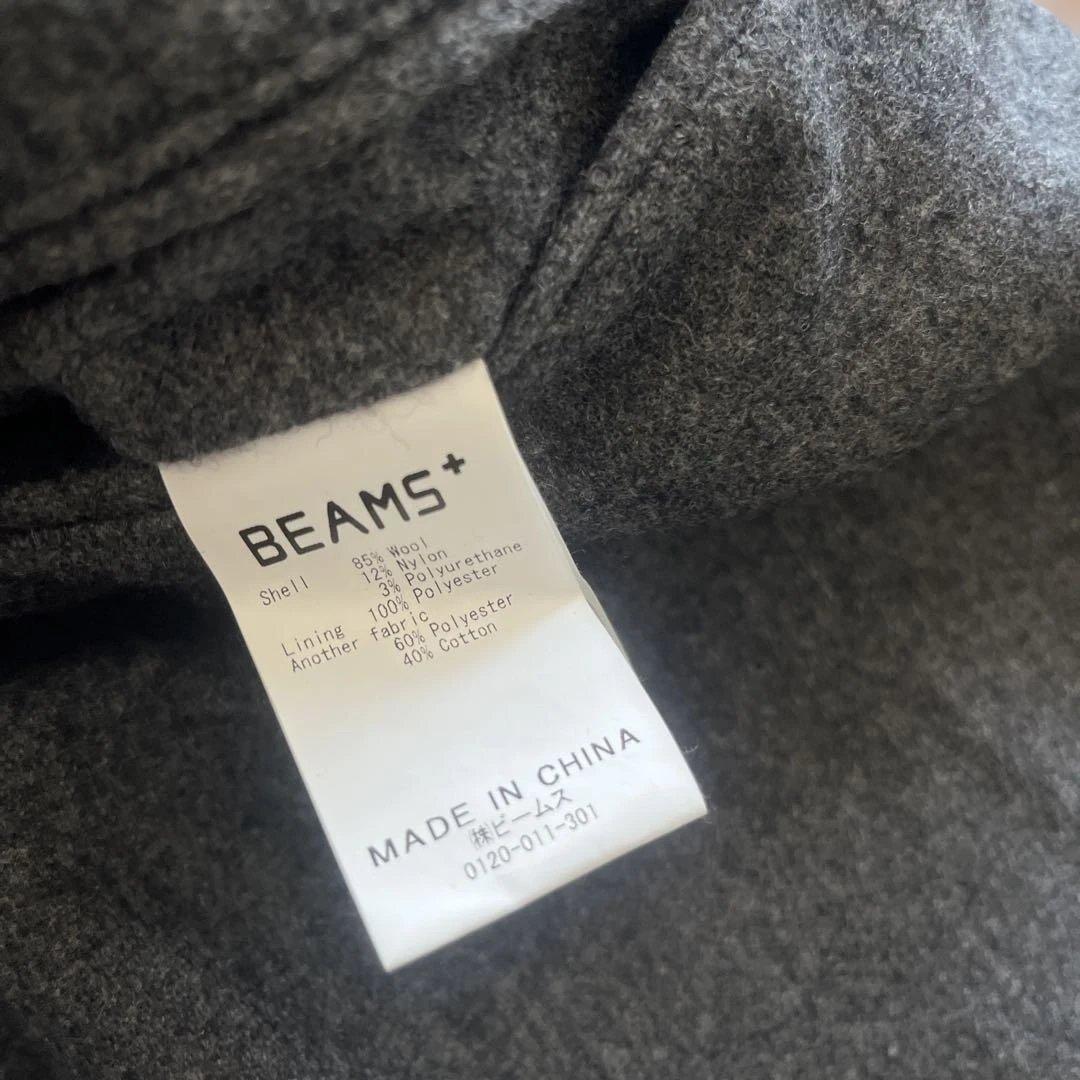 BEAMS+
Shell 85% Wool
12% Nylon
3% Polyurethane
Lining 100% Polyester
Another fabric
60% Polyester
40% Cotton
MADE IN CHINA
㈱ビームス
0120-011-301